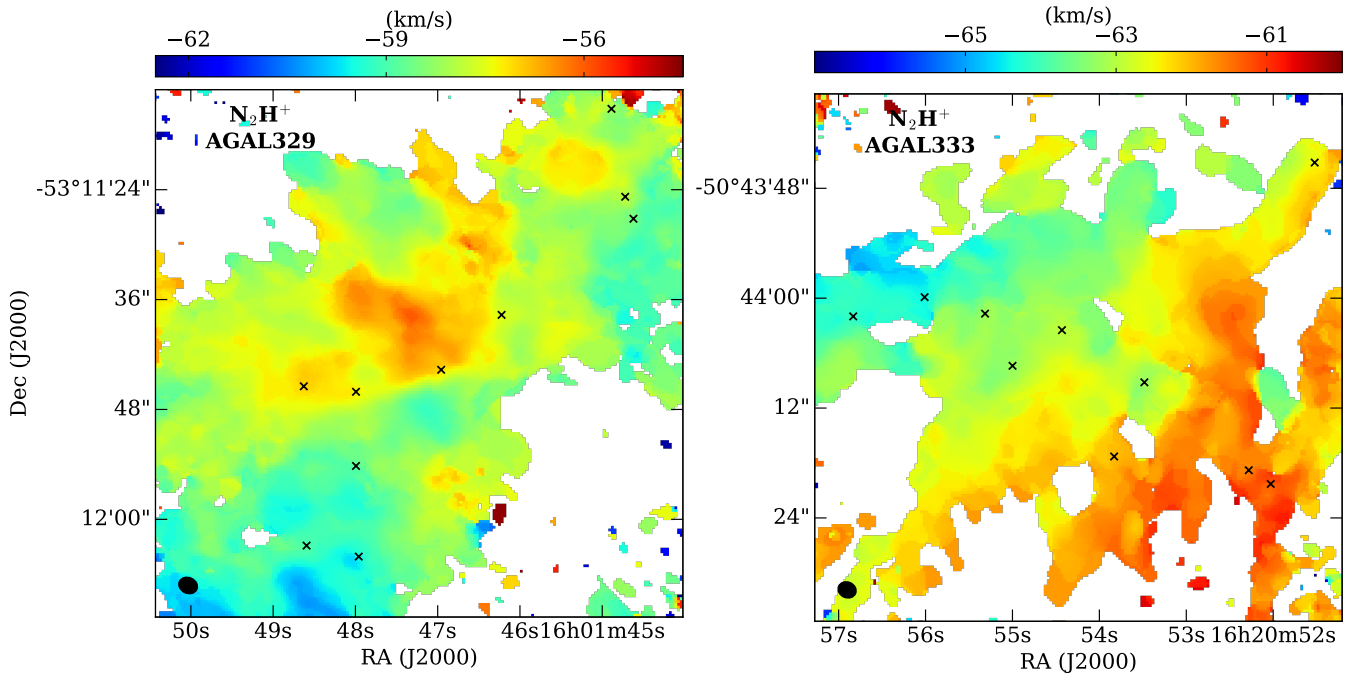 (km/s)
−62 −59 −56
N₂H⁺
AGAL329
-53°11'24"
36"
48"
12'00"
Dec (J2000)
50s 49s 48s 47s 46s 16h01m45s
RA (J2000)
(km/s)
−65 −63 −61
N₂H⁺
AGAL333
-50°43'48"
44'00"
12"
24"
57s 56s 55s 54s 53s 16h20m52s
RA (J2000)